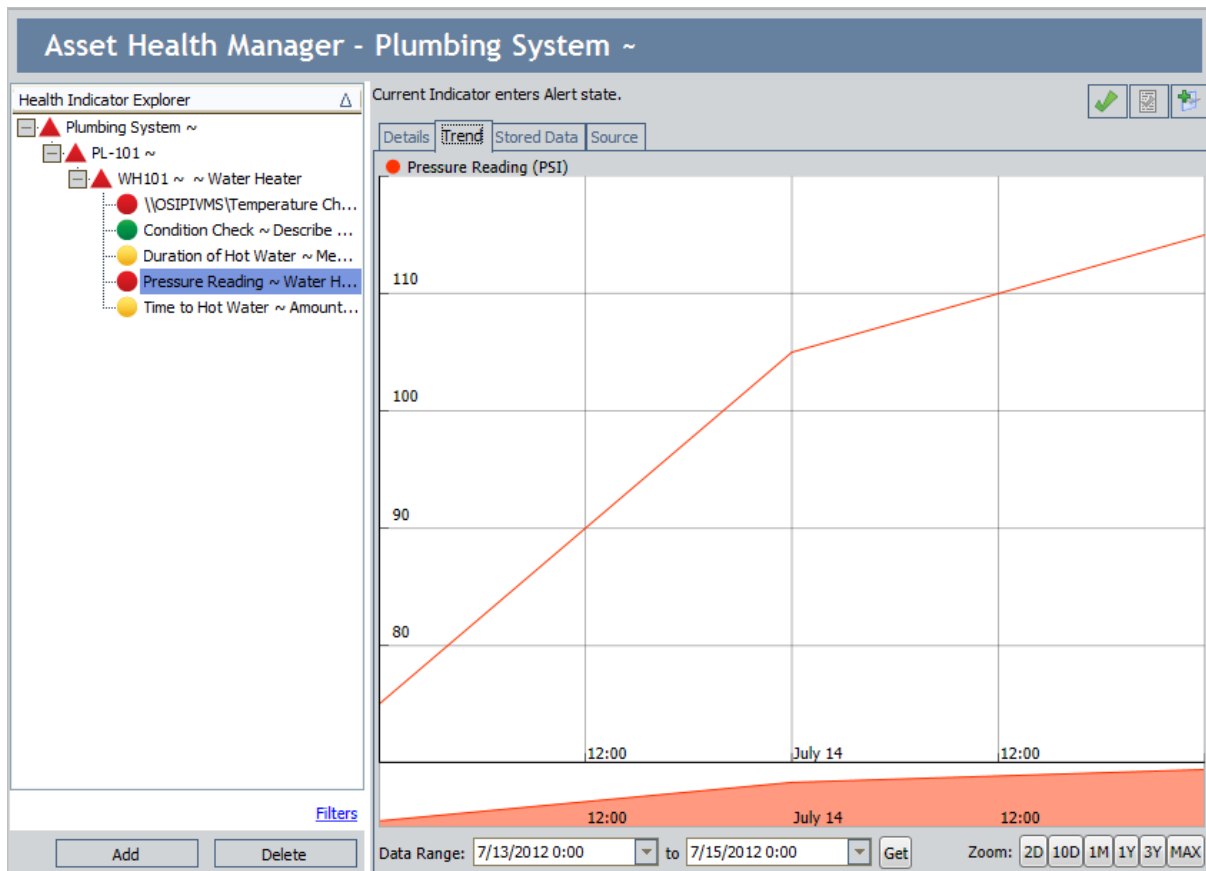 Asset Health Manager - Plumbing System ~
Health Indicator Explorer
Plumbing System ~
PL-101 ~
WH101 ~ ~ Water Heater
\\OSIPIVMS\Temperature Ch...
Condition Check ~ Describe ...
Duration of Hot Water ~ Me...
Pressure Reading ~ Water H...
Time to Hot Water ~ Amount...
Filters
Add
Delete
Current Indicator enters Alert state.
Details
Trend
Stored Data
Source
Pressure Reading (PSI)
110
100
90
80
12:00
July 14
12:00
12:00
July 14
12:00
Data Range: 7/13/2012 0:00 to 7/15/2012 0:00 Get
Zoom: 2D 10D 1M 1Y 3Y MAX